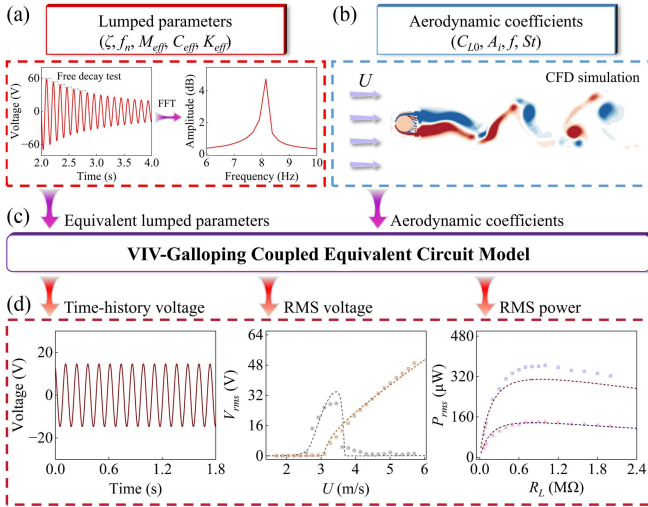 (a)
Lumped parameters
(ζ, fn, Meff, Ceff, Keff)
(b)
Aerodynamic coefficients
(CL0, Ai, f, St)
Free decay test
Voltage (V)
60
0
−60
2.0 2.5 3.0 3.5 4.0
Time (s)
FFT
Amplitude (dB)
4
2
0
6 7 8 9 10
Frequency (Hz)
U
CFD simulation
Equivalent lumped parameters
Aerodynamic coefficients
(c)
VIV-Galloping Coupled Equivalent Circuit Model
(d)
Time-history voltage
RMS voltage
RMS power
Voltage (V)
20
0
−20
0.0 0.6 1.2 1.8
Time (s)
Vrms (V)
64
48
32
16
0
2 3 4 5 6
U (m/s)
Prms (μW)
480
320
160
0
0.0 0.6 1.2 1.8 2.4
RL (MΩ)